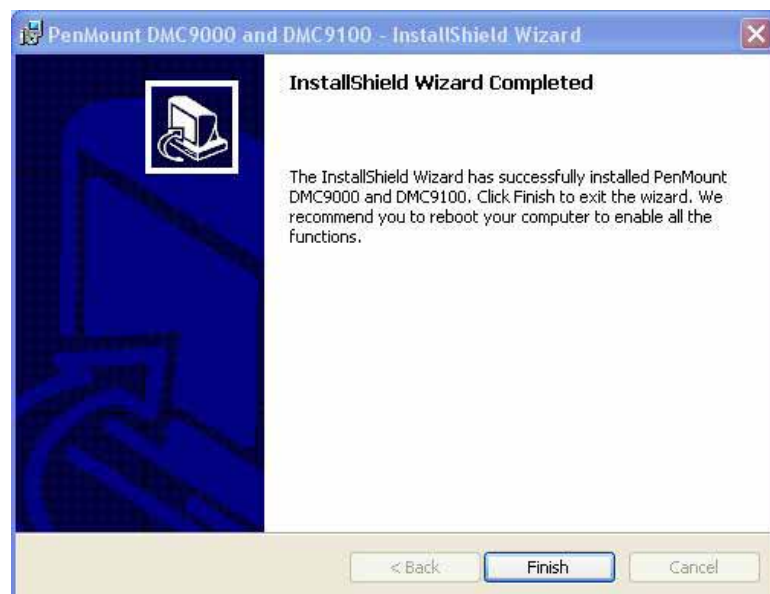 PenMount DMC9000 and DMC9100 - InstallShield Wizard
InstallShield Wizard Completed
The InstallShield Wizard has successfully installed PenMount
DMC9000 and DMC9100. Click Finish to exit the wizard. We
recommend you to reboot your computer to enable all the
functions.
< Back Finish Cancel